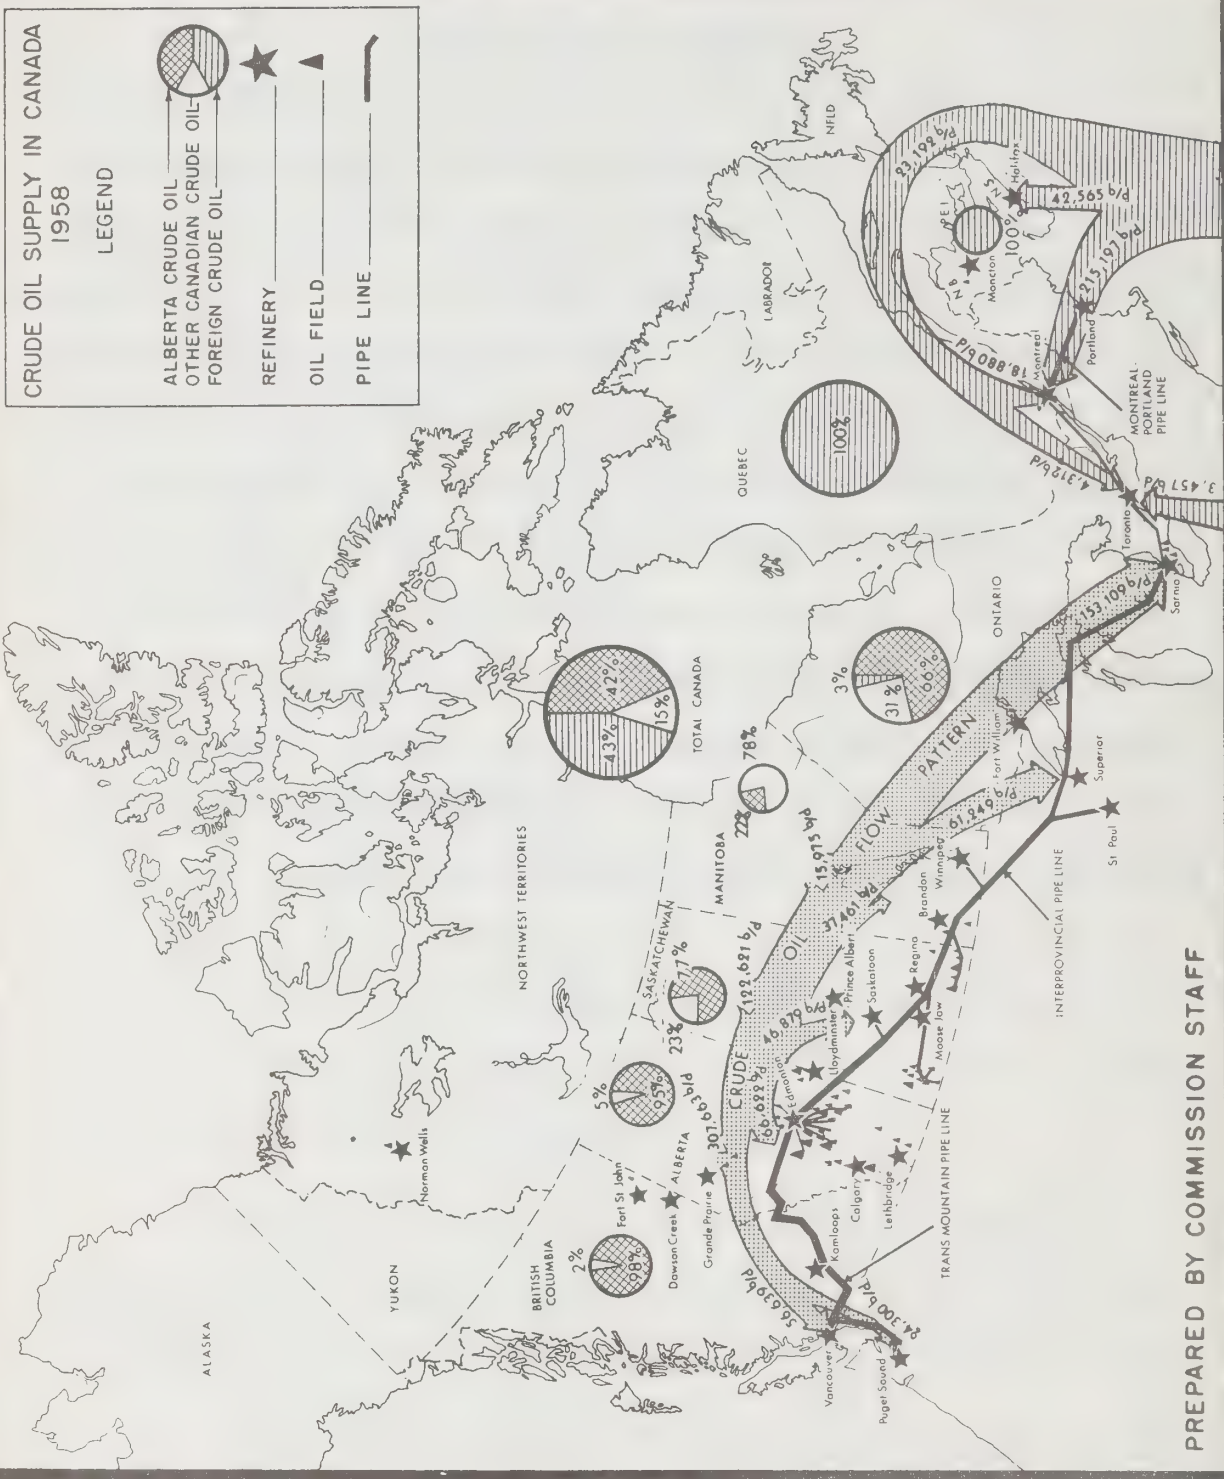 CRUDE OIL SUPPLY IN CANADA
1958
LEGEND
ALBERTA CRUDE OIL
OTHER CANADIAN CRUDE OIL
FOREIGN CRUDE OIL
REFINERY
OIL FIELD
PIPE LINE
ALASKA
YUKON
Norman Wells
NORTHWEST TERRITORIES
BRITISH
COLUMBIA
2%
98%
Fort St John
Dawson Creek
ALBERTA
Grande Prairie
5%
95%
307,663 b/d
SASKATCHEWAN
23%
77%
122,621 b/d
MANITOBA
22%
78%
15,975 b/d
TOTAL CANADA
43%
42%
15%
ONTARIO
3%
31%
66%
QUEBEC
100%
LABRADOR
NFLD
PEI
NS
NB
Moncton
100%
Halifax
23,192 b/d
42,565 b/d
215,197 b/d
Portland
Montreal
18,880 b/d
MONTREAL-
PORTLAND
PIPE LINE
4,312 b/d
3,457 b/d
Toronto
Sarnia
153,109 b/d
CRUDE OIL FLOW PATTERN
Fort William
61,249 b/d
Superior
St Paul
37,461 b/d
Winnipeg
Brandon
INTERPROVINCIAL PIPE LINE
46,879 b/d
Prince Albert
Lloydminster
Saskatoon
Regina
Moose Jaw
66,622 b/d
Edmonton
Calgary
Lethbridge
Kamloops
TRANS MOUNTAIN PIPE LINE
56,639 b/d
24,300 b/d
Vancouver
Puget Sound
PREPARED BY COMMISSION STAFF